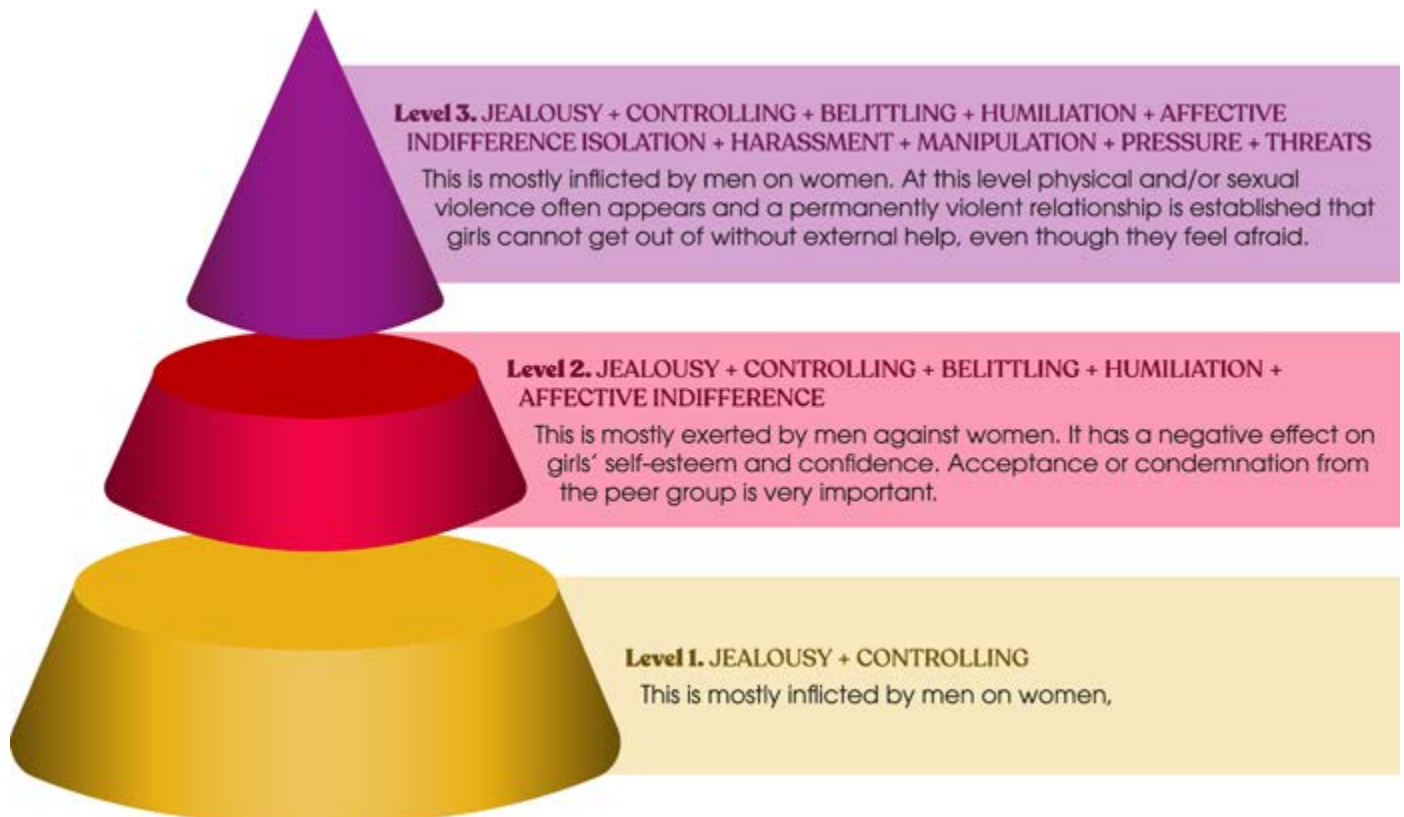 Level 3. JEALOUSY + CONTROLLING + BELITTLING + HUMILIATION + AFFECTIVE
INDIFFERENCE ISOLATION + HARASSMENT + MANIPULATION + PRESSURE + THREATS
This is mostly inflicted by men on women. At this level physical and/or sexual
violence often appears and a permanently violent relationship is established that
girls cannot get out of without external help, even though they feel afraid.
Level 2. JEALOUSY + CONTROLLING + BELITTLING + HUMILIATION +
AFFECTIVE INDIFFERENCE
This is mostly exerted by men against women. It has a negative effect on
girls' self-esteem and confidence. Acceptance or condemnation from
the peer group is very important.
Level 1. JEALOUSY + CONTROLLING
This is mostly inflicted by men on women,